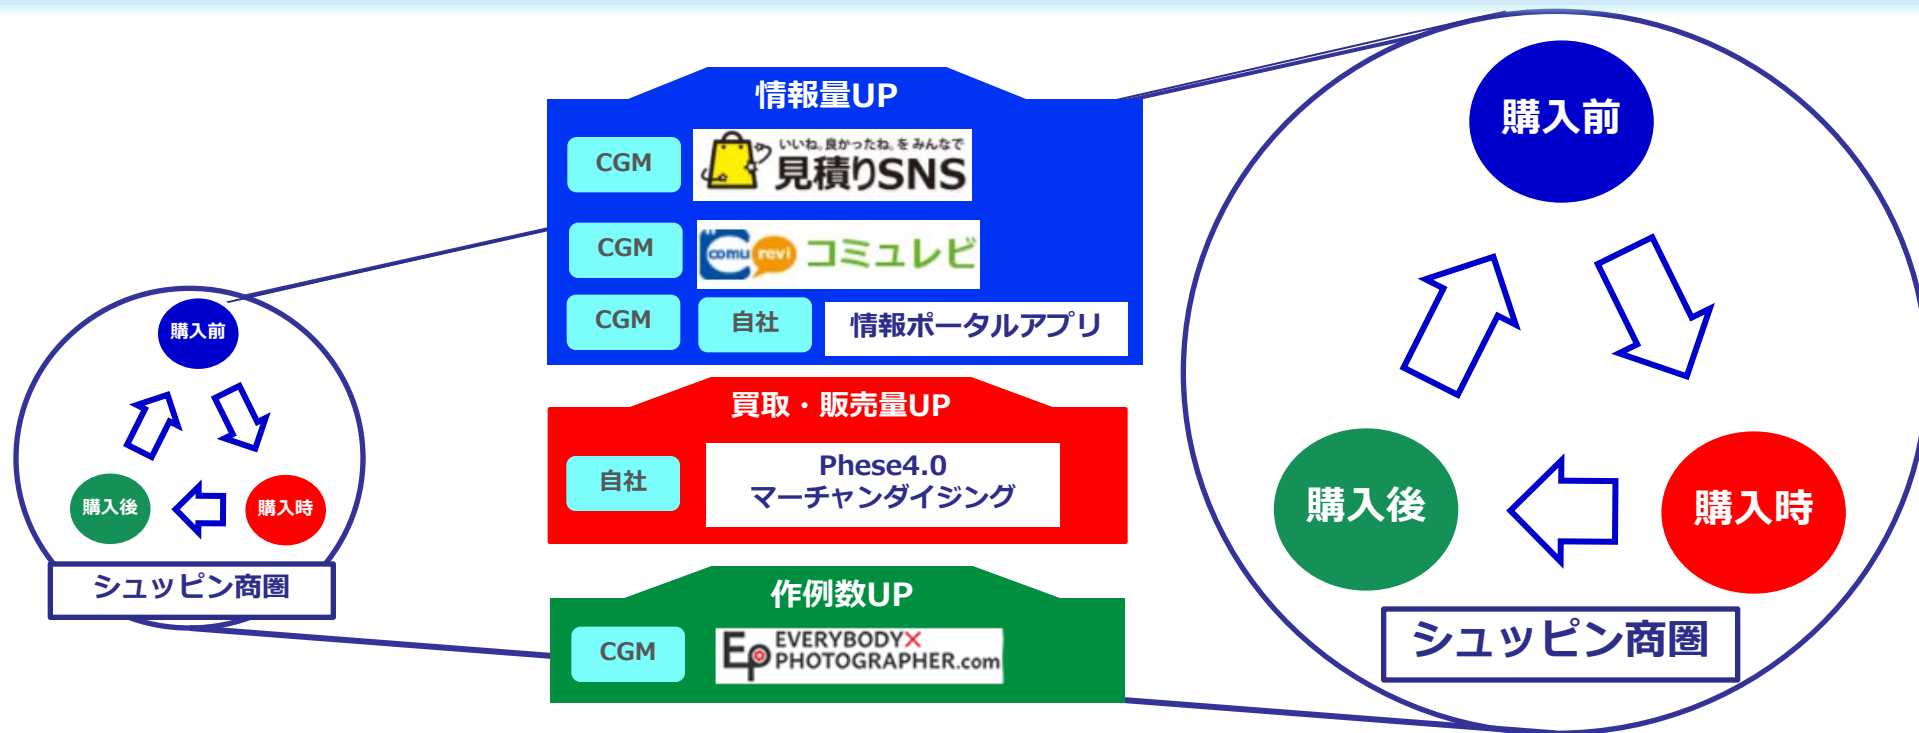 購入前
購入後
購入時
シュッピン商圏
情報量UP
CGM
いいね。良かったね。をみんなで
見積りSNS
CGM
comu revi コミュレビ
CGM
自社
情報ポータルアプリ
買取・販売量UP
自社
Phese4.0
マーチャンダイジング
作例数UP
CGM
Ep EVERYBODY×
PHOTOGRAPHER.com
購入前
購入後
購入時
シュッピン商圏